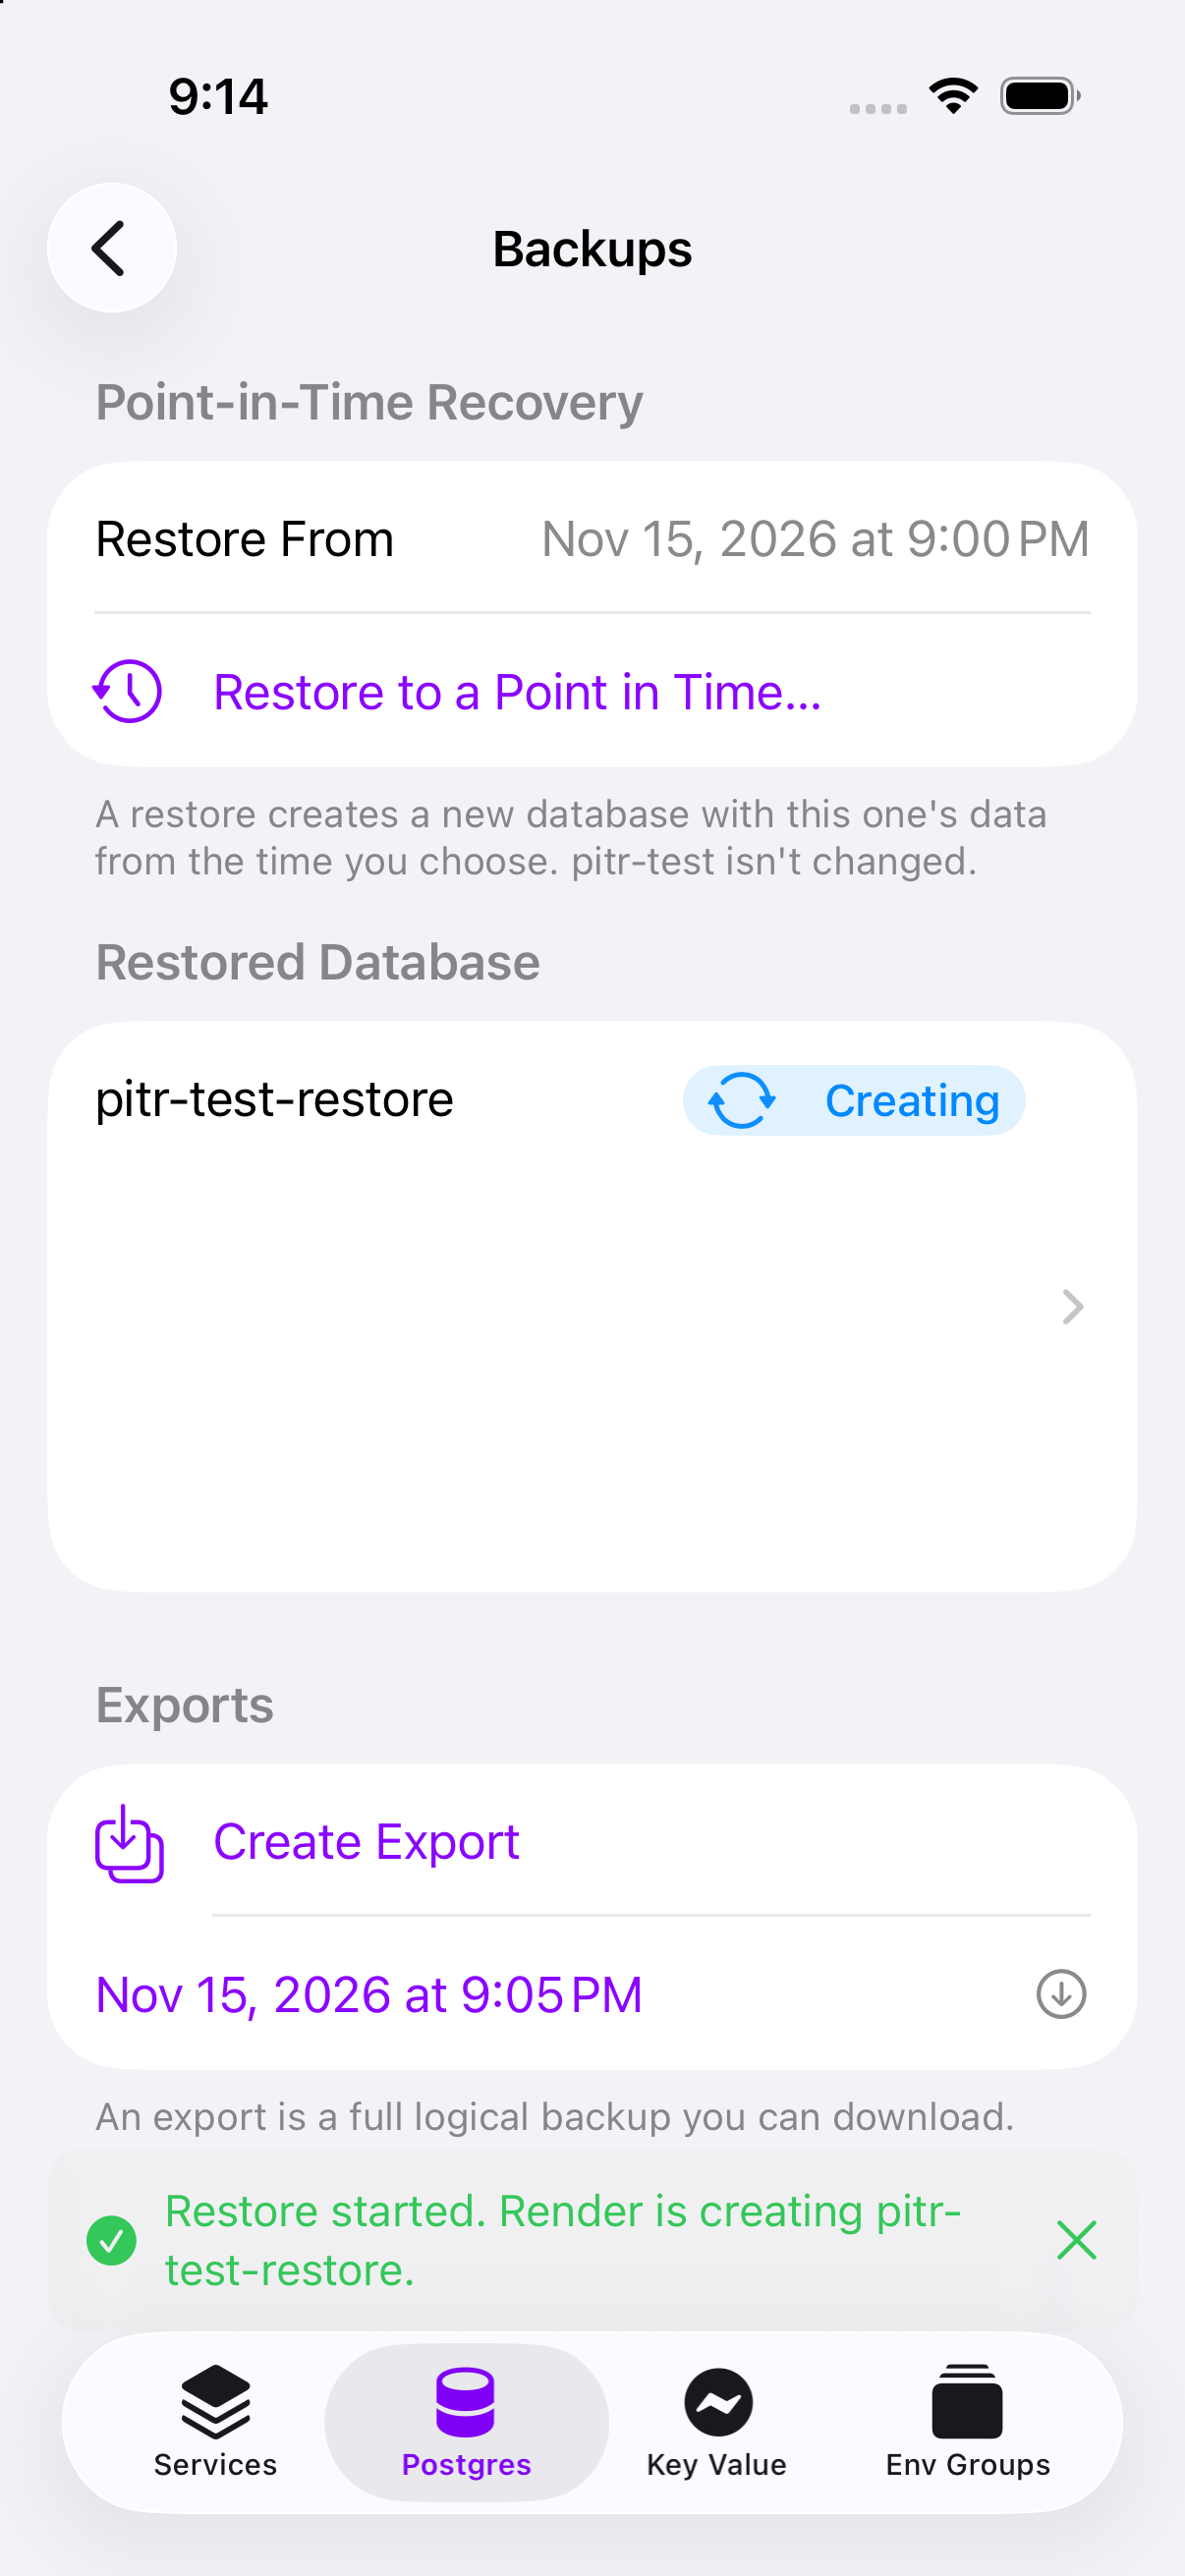 9:14
Backups
Point-in-Time Recovery
Restore From
Nov 15, 2026 at 9:00 PM
Restore to a Point in Time...
A restore creates a new database with this one's data
from the time you choose. pitr-test isn't changed.
Restored Database
pitr-test-restore
Creating
Exports
Create Export
Nov 15, 2026 at 9:05 PM
An export is a full logical backup you can download.
Restore started. Render is creating pitr-
test-restore.
Services
Postgres
Key Value
Env Groups